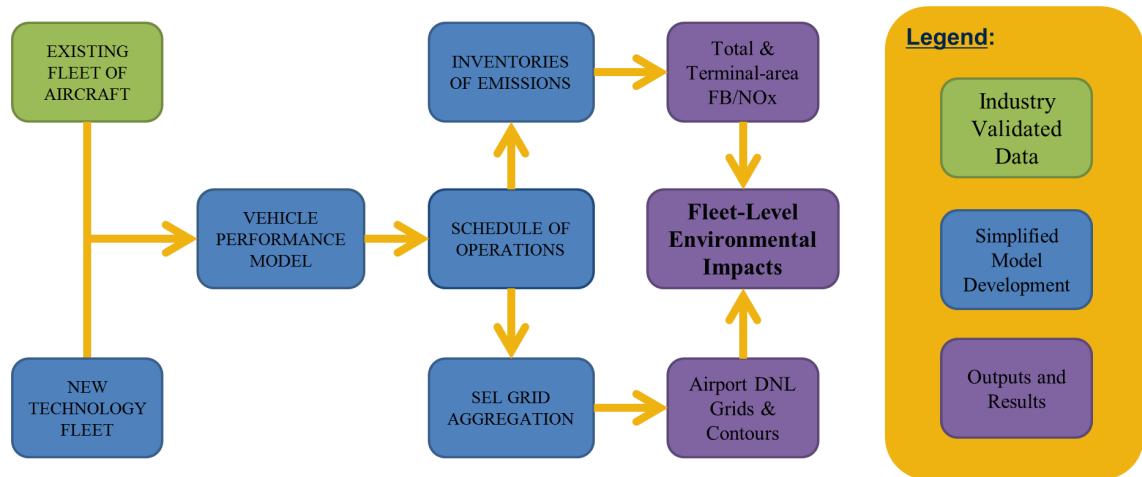 EXISTING
FLEET OF
AIRCRAFT
INVENTORIES
OF EMISSIONS
Total &
Terminal-area
FB/NOx
VEHICLE
PERFORMANCE
MODEL
SCHEDULE OF
OPERATIONS
Fleet-Level
Environmental
Impacts
NEW
TECHNOLOGY
FLEET
SEL GRID
AGGREGATION
Airport DNL
Grids &
Contours
Legend:
Industry
Validated
Data
Simplified
Model
Development
Outputs and
Results